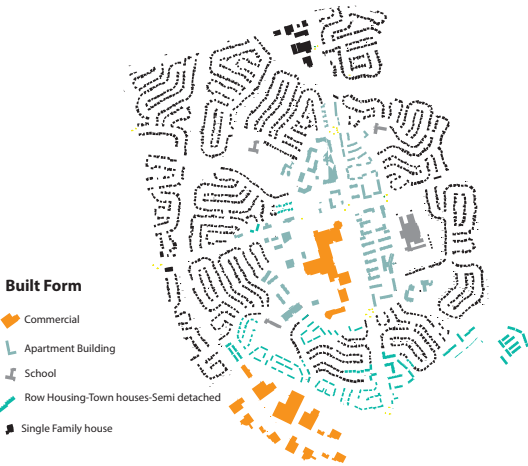 Built Form
Commercial
Apartment Building
School
Row Housing-Town houses-Semi detached
Single Family house